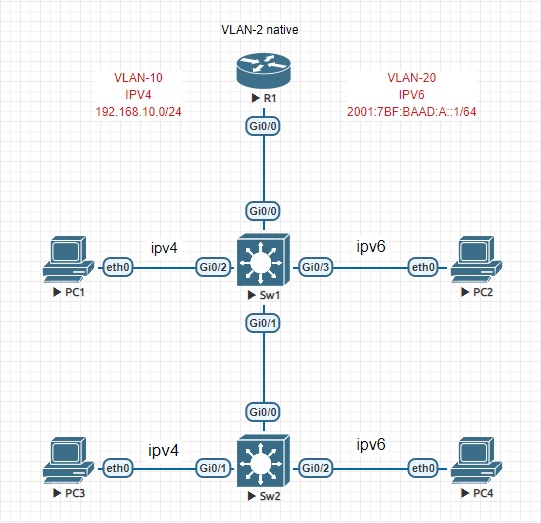 VLAN-2 native
VLAN-10
IPV4
192.168.10.0/24
VLAN-20
IPV6
2001:7BF:BAAD:A::1/64
R1
Gi0/0
Gi0/0
ipv4
ipv6
eth0
Gi0/2
Gi0/3
eth0
PC1
Sw1
PC2
Gi0/1
Gi0/0
ipv4
ipv6
eth0
Gi0/1
Gi0/2
eth0
PC3
Sw2
PC4